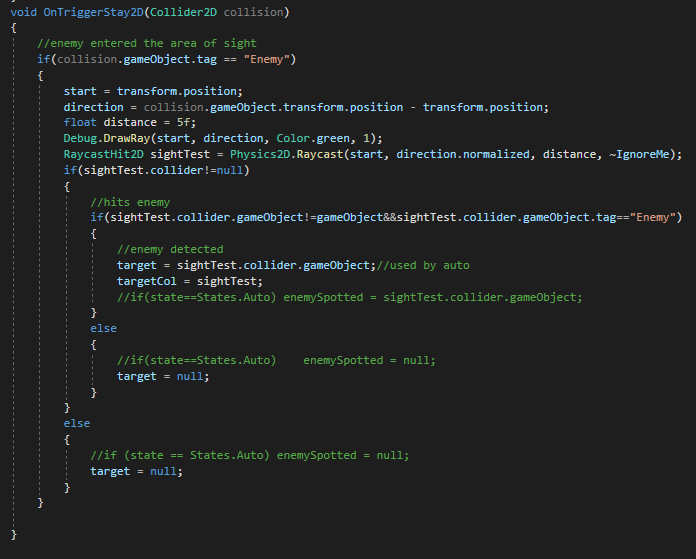 void OnTriggerStay2D(Collider2D collision)
{
//enemy entered the area of sight
if(collision.gameObject.tag == "Enemy")
{
start = transform.position;
direction = collision.gameObject.transform.position - transform.position;
float distance = 5f;
Debug.DrawRay(start, direction, Color.green, 1);
RaycastHit2D sightTest = Physics2D.Raycast(start, direction.normalized, distance, ~IgnoreMe);
if(sightTest.collider!=null)
{
//hits enemy
if(sightTest.collider.gameObject!=gameObject&&sightTest.collider.gameObject.tag=="Enemy")
{
//enemy detected
target = sightTest.collider.gameObject;//used by auto
targetCol = sightTest;
//if(state==States.Auto) enemySpotted = sightTest.collider.gameObject;
}
else
{
//if(state==States.Auto)    enemySpotted = null;
target = null;
}
}
else
{
//if (state == States.Auto) enemySpotted = null;
target = null;
}
}
}